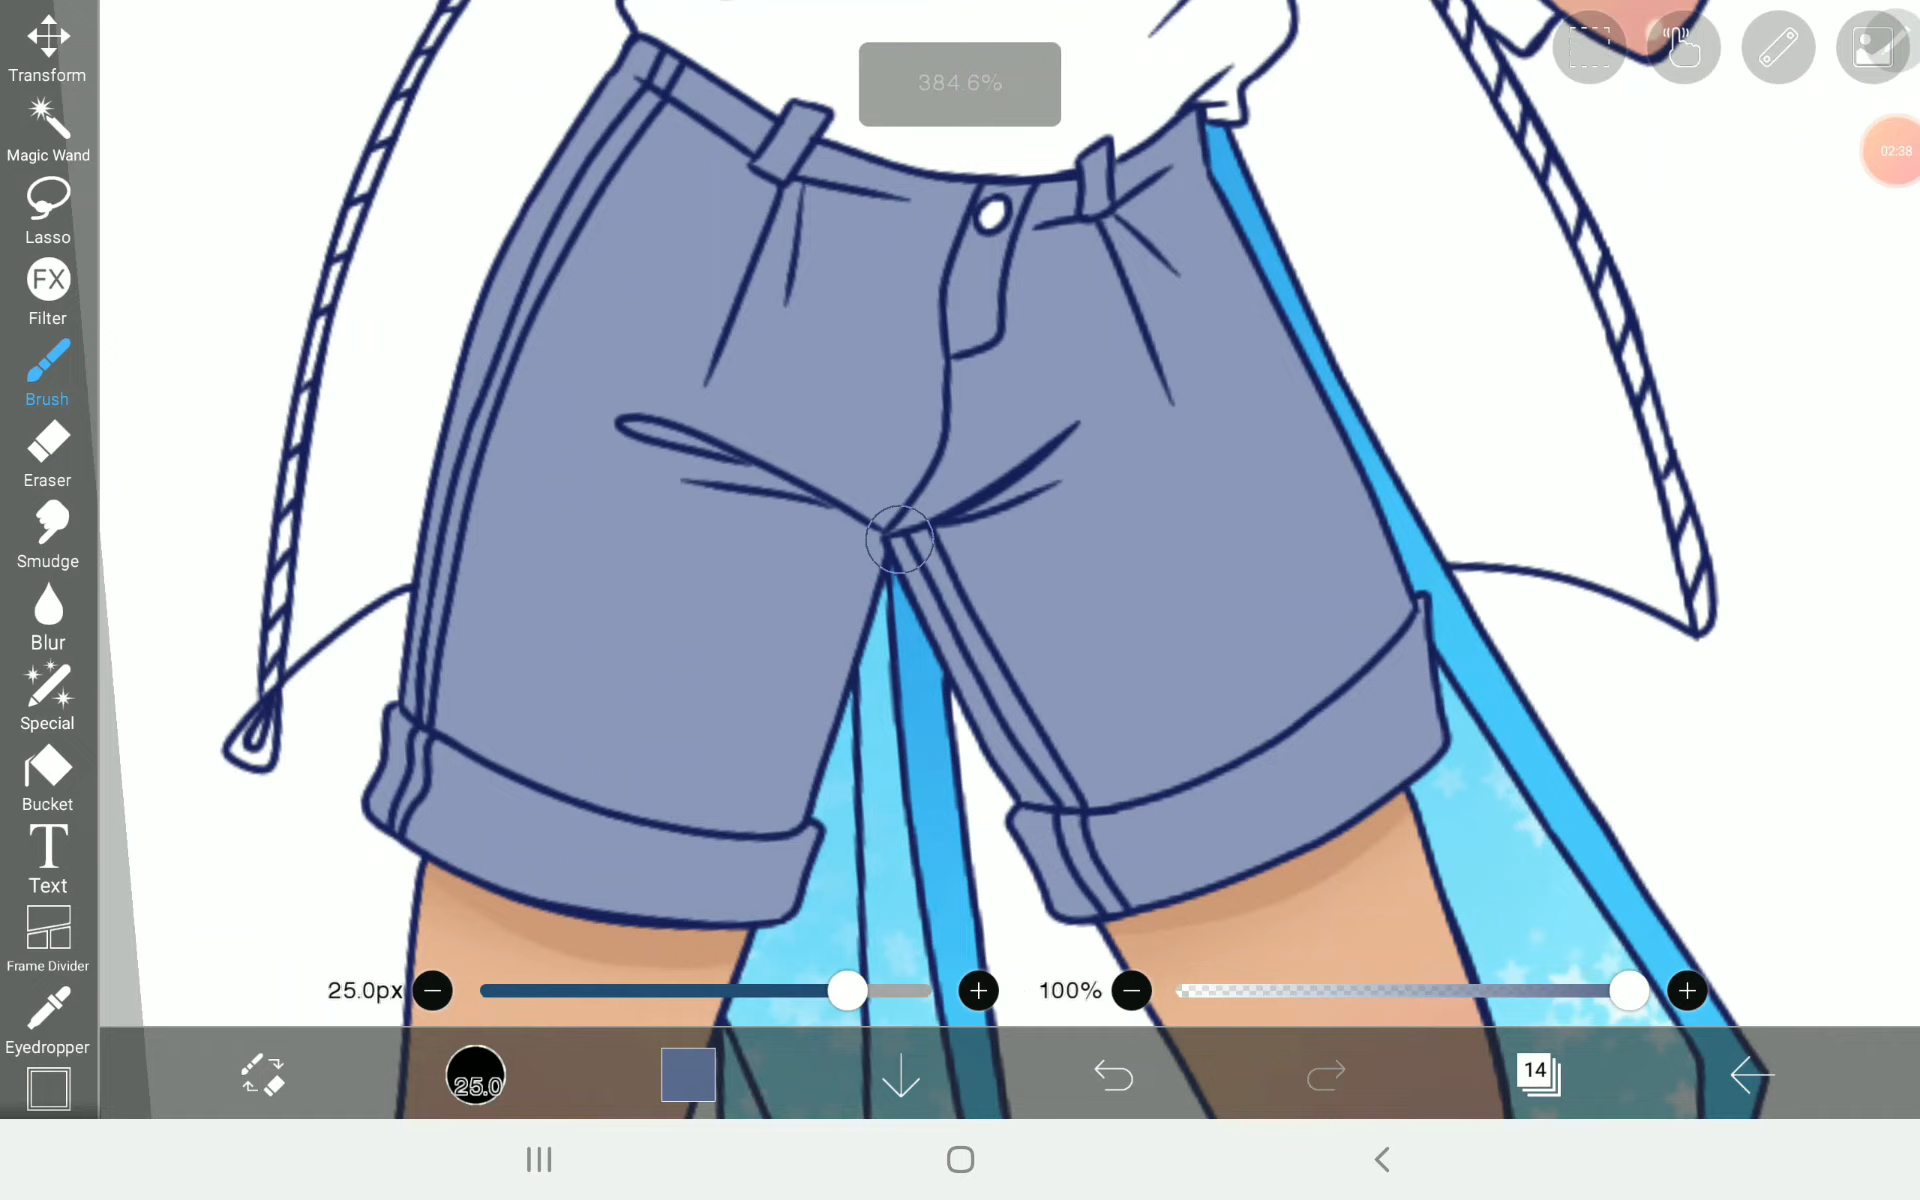 Transform
Magic Wand
Lasso
FX
Filter
Brush
Eraser
Smudge
Blur
Special
Bucket
T
Text
Frame Divider
Eyedropper
384.6%
02:38
25.0px
100%
25.0
14